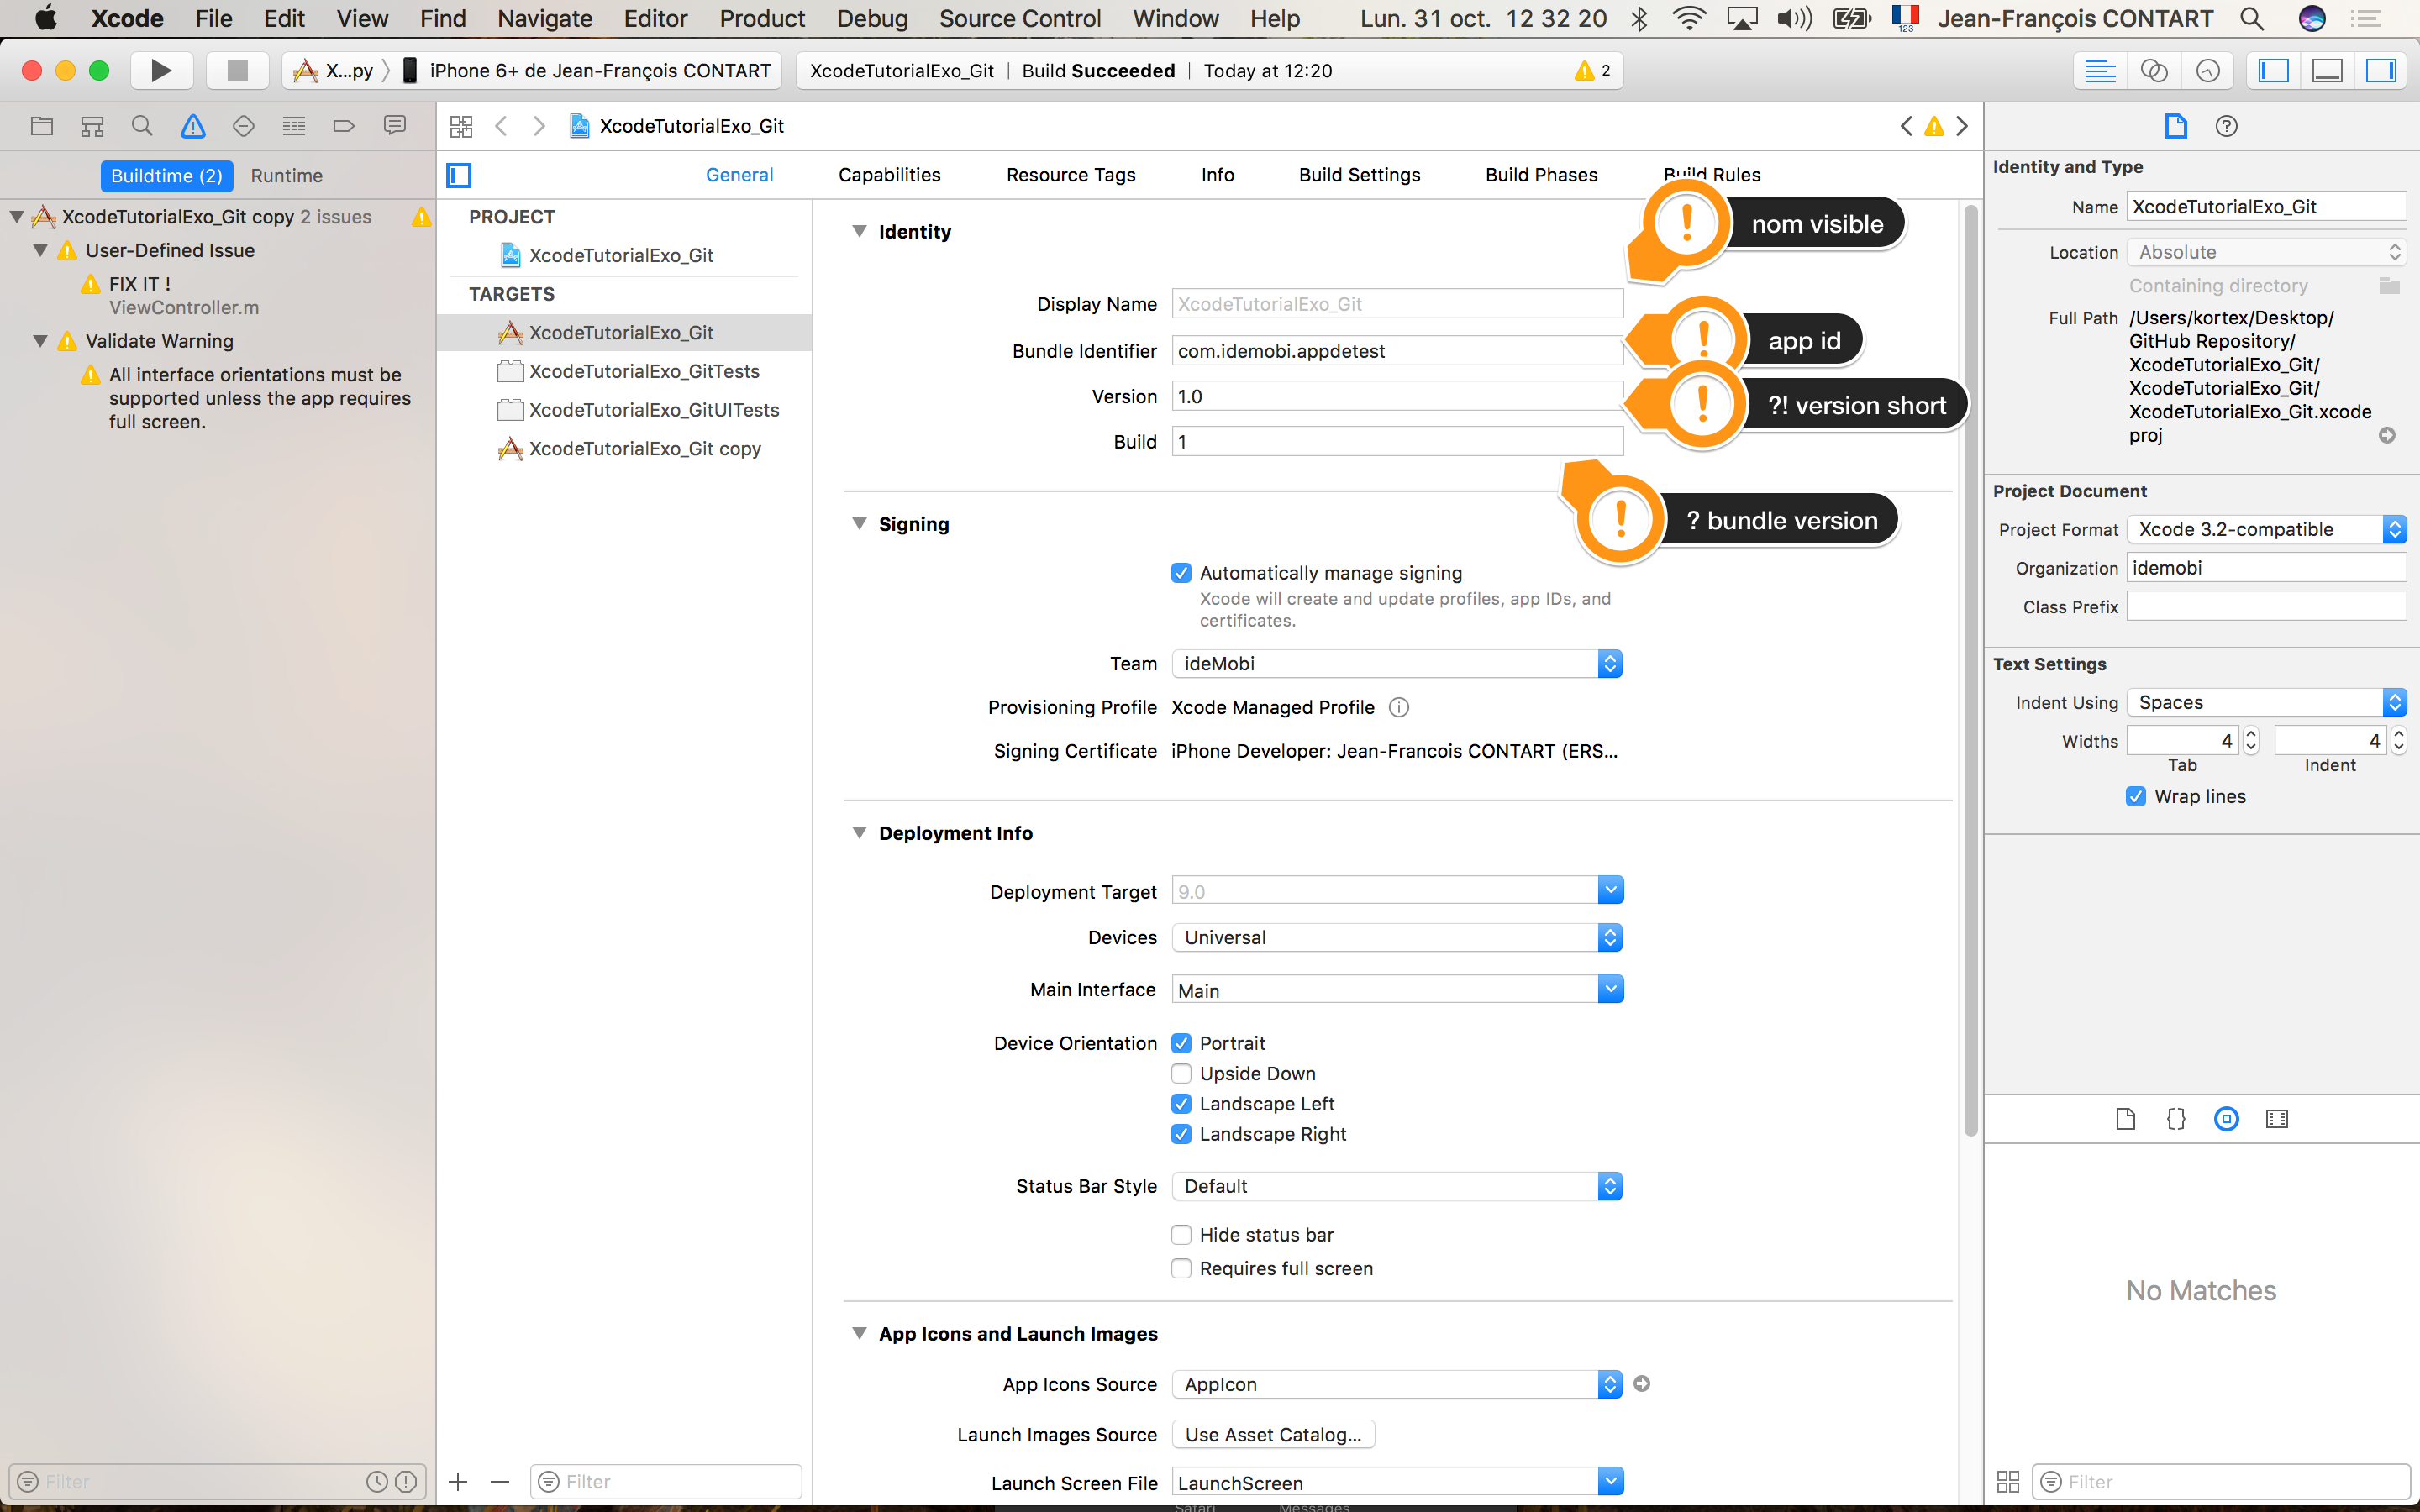 Xcode File Edit View Find Navigate Editor Product Debug Source Control Window Help Lun. 31 oct. 12 32 20 123 Jean-François CONTART
X...py iPhone 6+ de Jean-François CONTART XcodeTutorialExo_Git | Build Succeeded | Today at 12:20 2
XcodeTutorialExo_Git
Buildtime (2) Runtime
XcodeTutorialExo_Git copy 2 issues
User-Defined Issue
FIX IT !
ViewController.m
Validate Warning
All interface orientations must be
supported unless the app requires
full screen.
Filter
General Capabilities Resource Tags Info Build Settings Build Phases Build Rules
PROJECT
XcodeTutorialExo_Git
TARGETS
XcodeTutorialExo_Git
XcodeTutorialExo_GitTests
XcodeTutorialExo_GitUITests
XcodeTutorialExo_Git copy
Filter
Identity
nom visible
Display Name XcodeTutorialExo_Git
Bundle Identifier com.idemobi.appdetest
app id
Version 1.0
?! version short
Build 1
? bundle version
Signing
Automatically manage signing
Xcode will create and update profiles, app IDs, and
certificates.
Team ideMobi
Provisioning Profile Xcode Managed Profile
Signing Certificate iPhone Developer: Jean-Francois CONTART (ERS...
Deployment Info
Deployment Target 9.0
Devices Universal
Main Interface Main
Device Orientation Portrait
Upside Down
Landscape Left
Landscape Right
Status Bar Style Default
Hide status bar
Requires full screen
App Icons and Launch Images
App Icons Source AppIcon
Launch Images Source Use Asset Catalog...
Launch Screen File LaunchScreen
Safari Messages
Identity and Type
Name XcodeTutorialExo_Git
Location Absolute
Containing directory
Full Path /Users/kortex/Desktop/
GitHub Repository/
XcodeTutorialExo_Git/
XcodeTutorialExo_Git/
XcodeTutorialExo_Git.xcode
proj
Project Document
Project Format Xcode 3.2-compatible
Organization idemobi
Class Prefix
Text Settings
Indent Using Spaces
Widths 4 4
Tab Indent
Wrap lines
No Matches
Filter